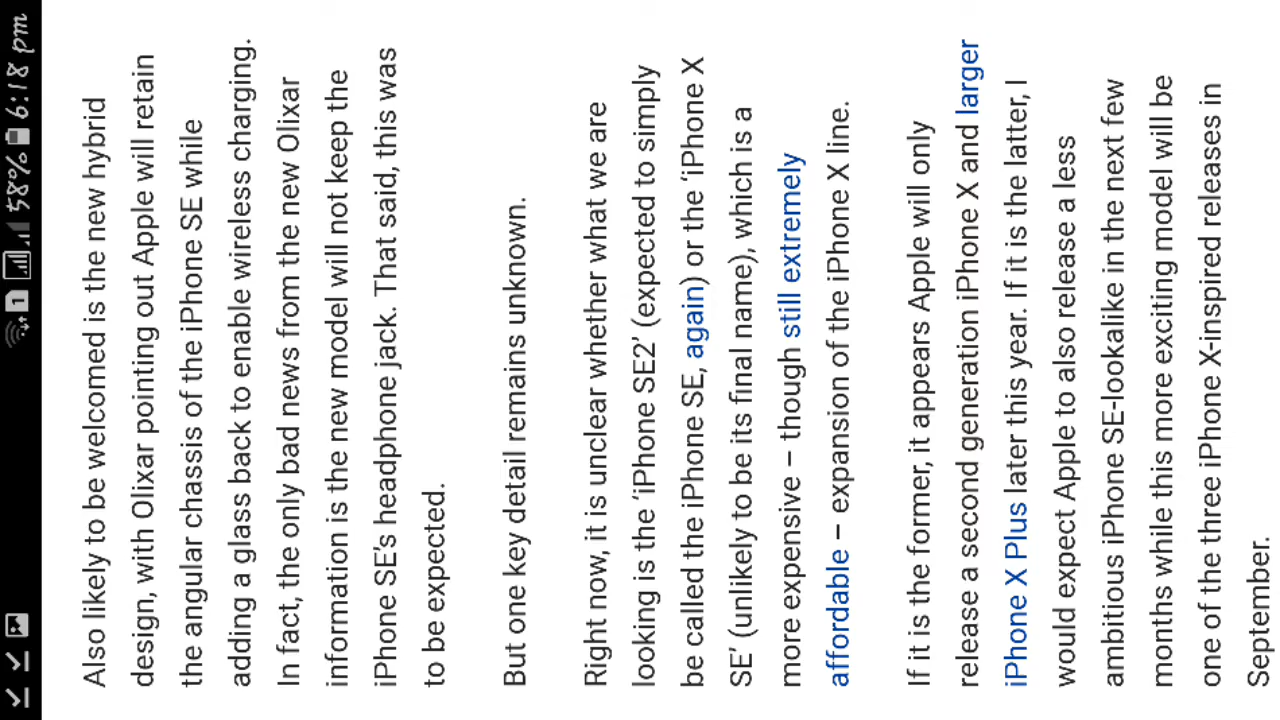 1 58% 6:18 pm
Also likely to be welcomed is the new hybrid
design, with Olixar pointing out Apple will retain
the angular chassis of the iPhone SE while
adding a glass back to enable wireless charging.
In fact, the only bad news from the new Olixar
information is the new model will not keep the
iPhone SE's headphone jack. That said, this was
to be expected.
But one key detail remains unknown.
Right now, it is unclear whether what we are
looking is the ‘iPhone SE2’ (expected to simply
be called the iPhone SE, again) or the ‘iPhone X
SE’ (unlikely to be its final name), which is a
more expensive – though still extremely
affordable – expansion of the iPhone X line.
If it is the former, it appears Apple will only
release a second generation iPhone X and larger
iPhone X Plus later this year. If it is the latter, I
would expect Apple to also release a less
ambitious iPhone SE-lookalike in the next few
months while this more exciting model will be
one of the three iPhone X-inspired releases in
September.